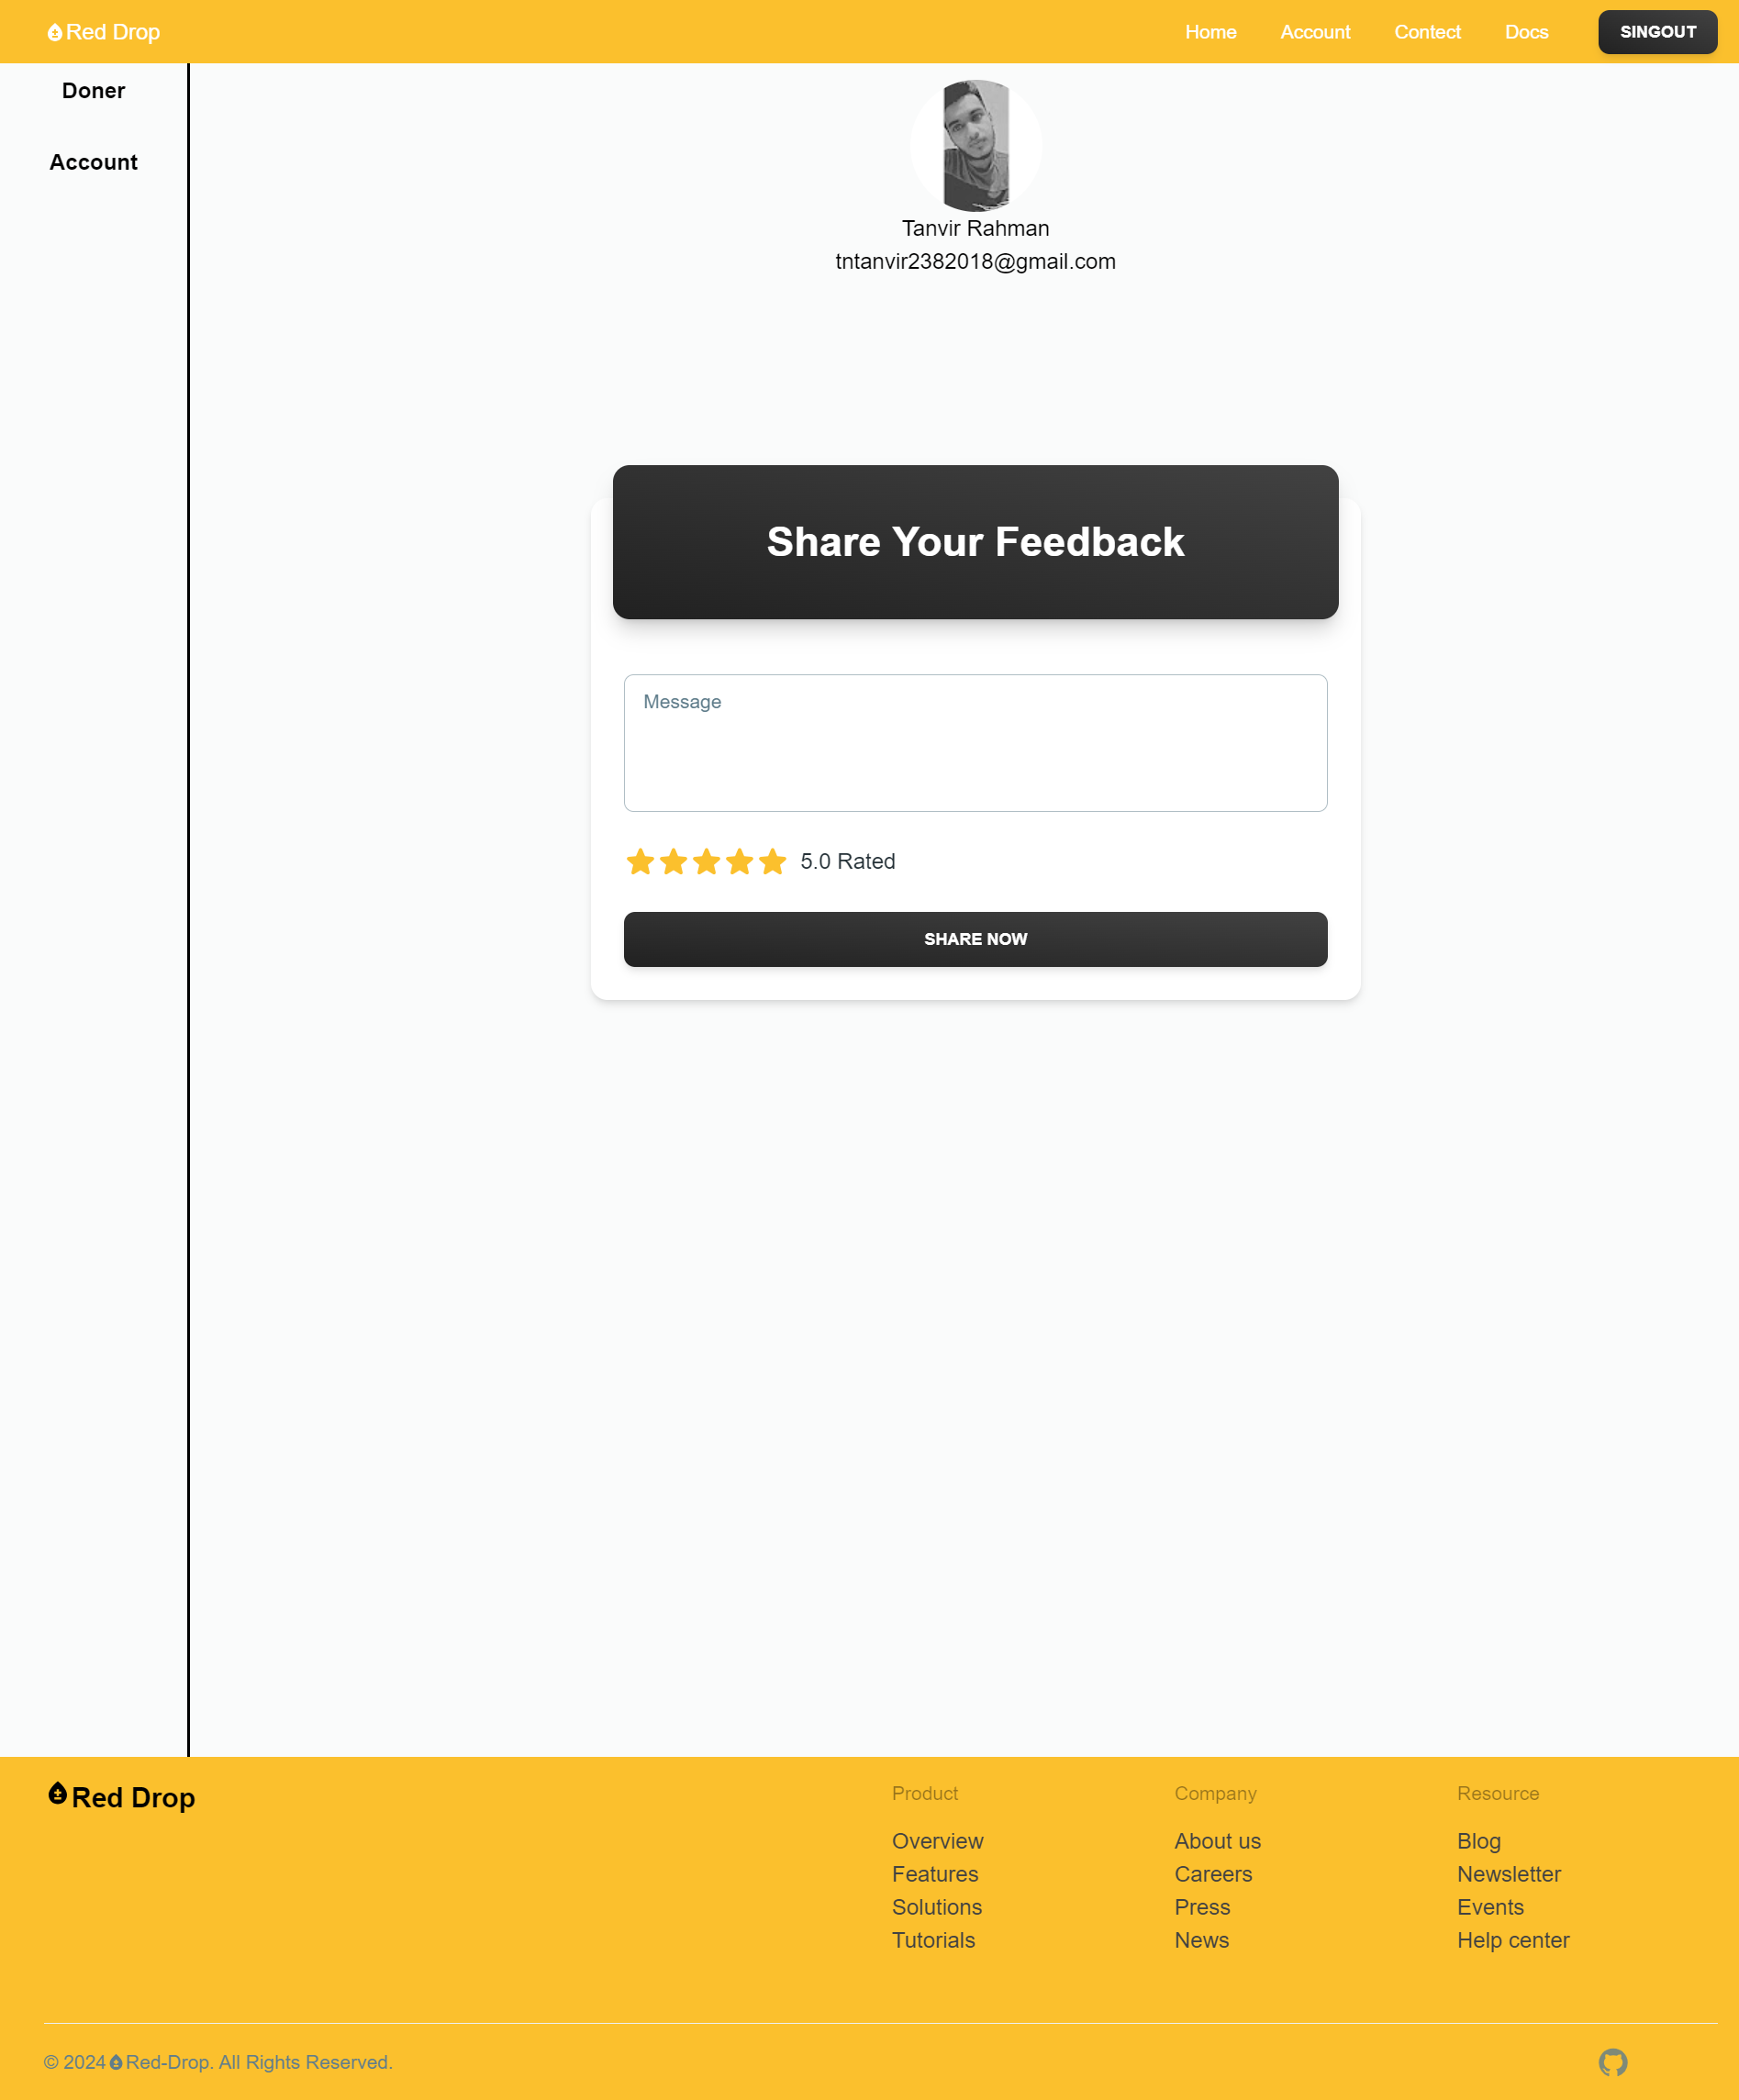 Red Drop
Home Account Contect Docs SINGOUT
Doner
Account
Tanvir Rahman
tntanvir2382018@gmail.com
Share Your Feedback
Message
5.0 Rated
SHARE NOW
Red Drop
Product
Overview
Features
Solutions
Tutorials
Company
About us
Careers
Press
News
Resource
Blog
Newsletter
Events
Help center
© 2024 Red-Drop. All Rights Reserved.